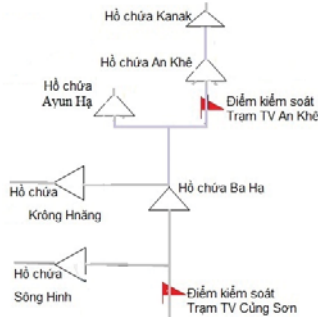 Hồ chứa Kanak
Hồ chứa An Khê
Hồ chứa
Ayun Hạ
Điểm kiểm soát
Trạm TV An Khê
Hồ chứa Ba Hạ
Hồ chứa
Krông Hnăng
Hồ chứa
Sông Hinh
Điểm kiểm soát
Trạm TV Củng Sơn